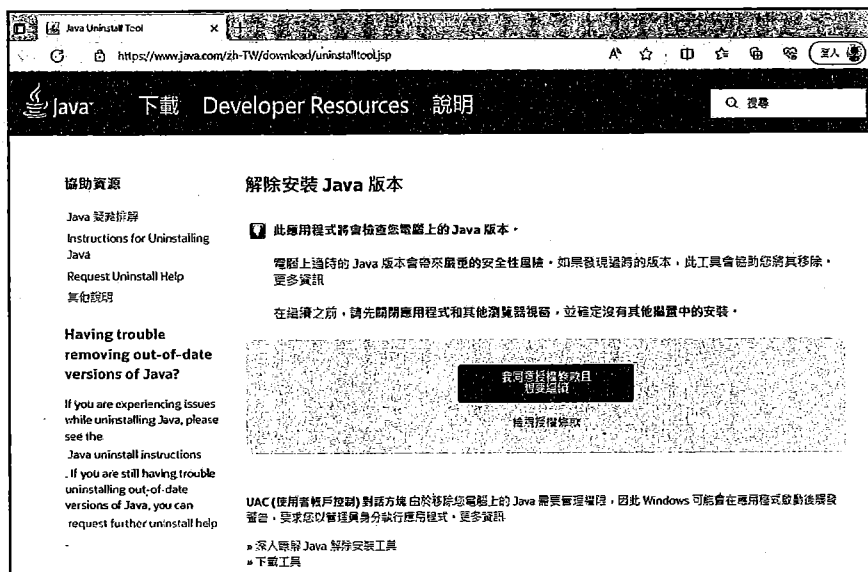 Java Uninstall Tool
https://www.java.com/zh-TW/download/uninstalltool.jsp
登入
Java
下載
Developer Resources
說明
搜尋
協助資源
Java 疑難排解
Instructions for Uninstalling
Java
Request Uninstall Help
其他說明
Having trouble
removing out-of-date
versions of Java?
If you are experiencing issues
while uninstalling Java, please
see the
Java uninstall instructions
. If you are still having trouble
uninstalling out-of-date
versions of Java, you can
request further uninstall help
.
解除安裝 Java 版本
此應用程式將會檢查您電腦上的 Java 版本。
電腦上過時的 Java 版本會帶來嚴重的安全性風險。如果發現過時的版本,此工具會協助您將其移除。
更多資訊
在繼續之前,請先關閉應用程式和其他瀏覽器視窗,並確定沒有其他擱置中的安裝。
我同意授權條款且
想要繼續
檢視授權條款
UAC (使用者帳戶控制) 對話方塊 由於移除您電腦上的 Java 需要管理權限,因此 Windows 可能會在應用程式啟動後觸發
警告,要求您以管理員身分執行應用程式。更多資訊
» 深入瞭解 Java 解除安裝工具
» 下載工具